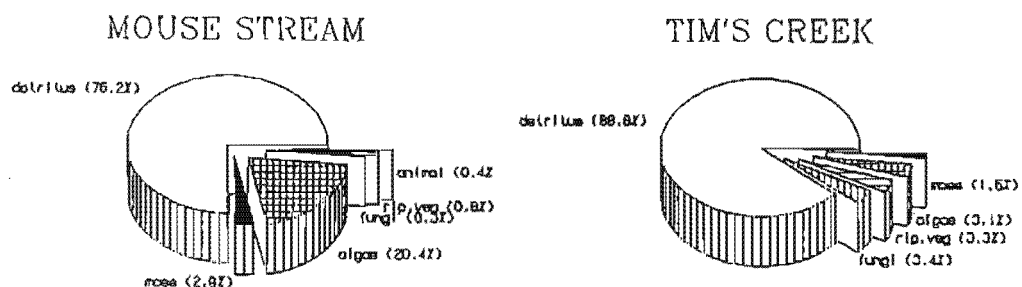 MOUSE STREAM
detritus (76.2%)
animal (0.4%
rip.veg (0.8%)
fungi (0.3%)
algae (20.4%)
moss (2.8%)
TIM'S CREEK
detritus (88.8%)
moss (1.5%)
algae (3.1%)
rip.veg (3.3%)
fungi (3.4%)